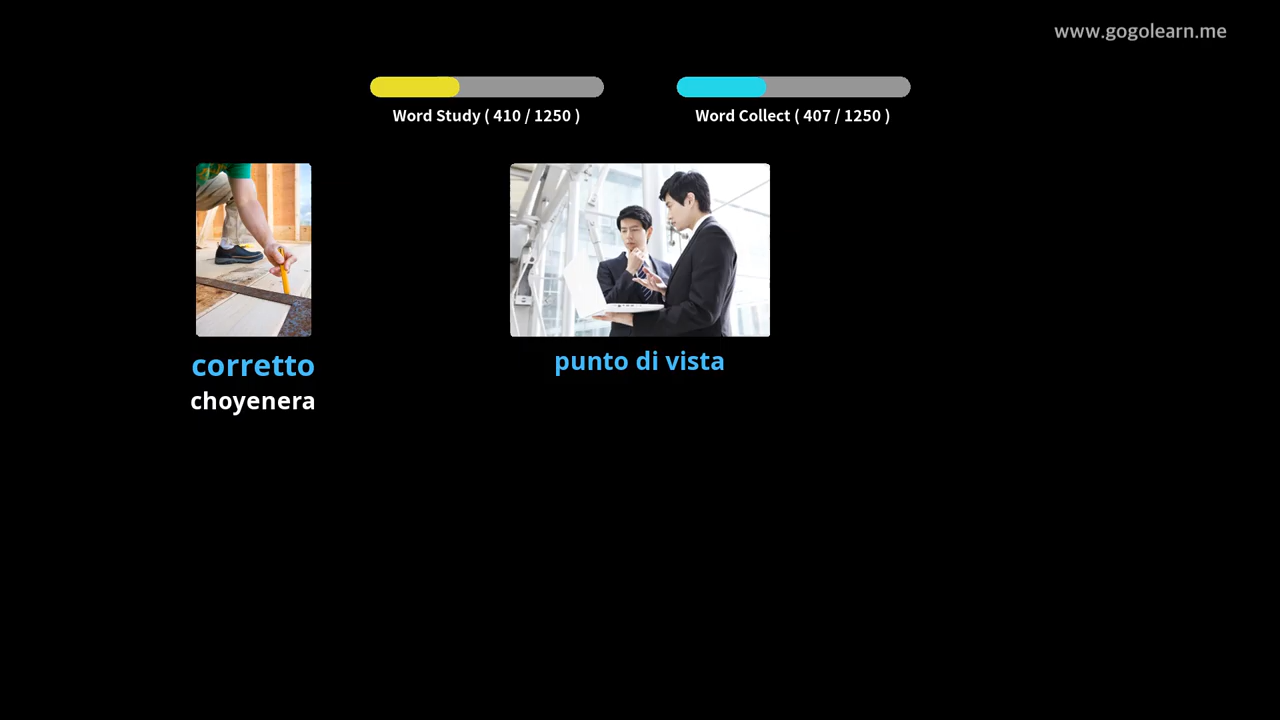 www.gogolearn.me
Word Study ( 410 / 1250 )
Word Collect ( 407 / 1250 )
corretto
choyenera
punto di vista